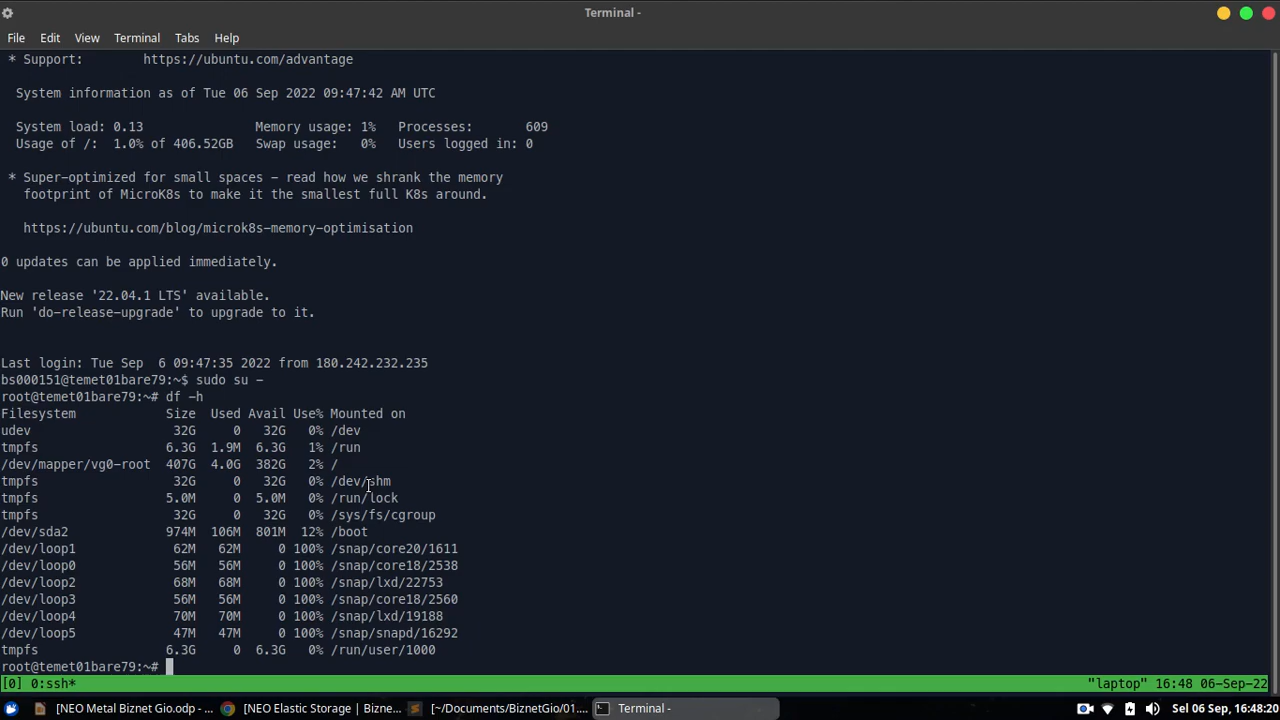 Terminal -
File Edit View Terminal Tabs Help
* Support: https://ubuntu.com/advantage
System information as of Tue 06 Sep 2022 09:47:42 AM UTC
System load: 0.13 Memory usage: 1% Processes: 609
Usage of /: 1.0% of 406.52GB Swap usage: 0% Users logged in: 0
* Super-optimized for small spaces - read how we shrank the memory
footprint of MicroK8s to make it the smallest full K8s around.
https://ubuntu.com/blog/microk8s-memory-optimisation
0 updates can be applied immediately.
New release '22.04.1 LTS' available.
Run 'do-release-upgrade' to upgrade to it.
Last login: Tue Sep  6 09:47:35 2022 from 180.242.232.235
bs000151@temet01bare79:~$ sudo su -
root@temet01bare79:~# df -h
Filesystem Size Used Avail Use% Mounted on
udev 32G 0 32G 0% /dev
tmpfs 6.3G 1.9M 6.3G 1% /run
/dev/mapper/vg0-root 407G 4.0G 382G 2% /
tmpfs 32G 0 32G 0% /dev/shm
tmpfs 5.0M 0 5.0M 0% /run/lock
tmpfs 32G 0 32G 0% /sys/fs/cgroup
/dev/sda2 974M 106M 801M 12% /boot
/dev/loop1 62M 62M 0 100% /snap/core20/1611
/dev/loop0 56M 56M 0 100% /snap/core18/2538
/dev/loop2 68M 68M 0 100% /snap/lxd/22753
/dev/loop3 56M 56M 0 100% /snap/core18/2560
/dev/loop4 70M 70M 0 100% /snap/lxd/19188
/dev/loop5 47M 47M 0 100% /snap/snapd/16292
tmpfs 6.3G 0 6.3G 0% /run/user/1000
root@temet01bare79:~#
[0] 0:ssh* "laptop" 16:48 06-Sep-22
[NEO Metal Biznet Gio.odp - ... [NEO Elastic Storage | Bizne... [~/Documents/BiznetGio/01.... Terminal - Sel 06 Sep, 16:48:20